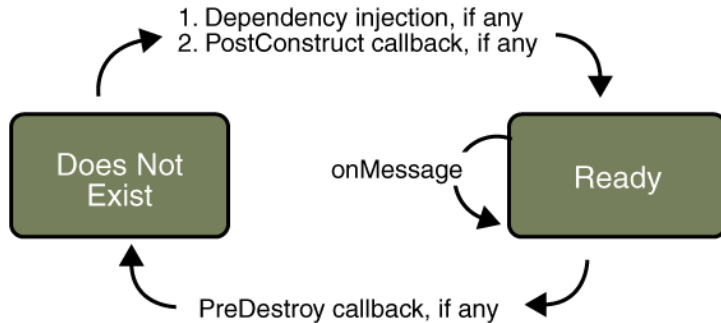 1. Dependency injection, if any
2. PostConstruct callback, if any
Does Not
Exist
onMessage
Ready
PreDestroy callback, if any